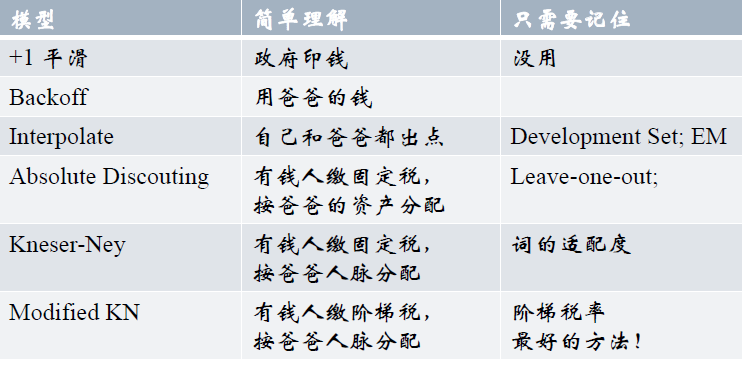 模型 简单理解 只需要记住
+1 平滑 政府印钱 没用
Backoff 用爸爸的钱
Interpolate 自己和爸爸都出点 Development Set; EM
Absolute Discouting 有钱人缴固定税， Leave-one-out;
按爸爸的资产分配
Kneser-Ney 有钱人缴固定税， 词的适配度
按爸爸人脉分配
Modified KN 有钱人缴阶梯税， 阶梯税率
按爸爸人脉分配 最好的方法！